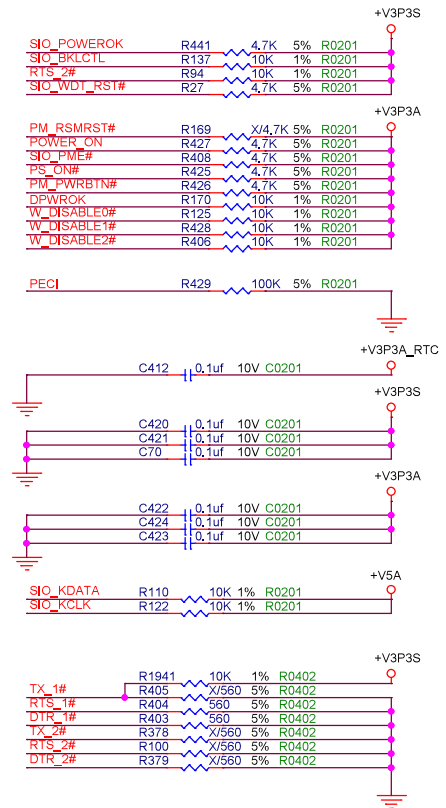 +V3P3S
SIO_POWEROK R441 4.7K 5% R0201
SIO_BKLCTL R137 10K 1% R0201
RTS_2# R94 10K 1% R0201
SIO_WDT_RST# R27 4.7K 5% R0201
+V3P3A
PM_RSMRST# R169 X/4.7K 5% R0201
POWER_ON R427 4.7K 5% R0201
SIO_PME# R408 4.7K 5% R0201
PS_ON# R425 4.7K 5% R0201
PM_PWRBTN# R426 4.7K 5% R0201
DPWROK R170 10K 1% R0201
W_DISABLE0# R125 10K 1% R0201
W_DISABLE1# R428 10K 1% R0201
W_DISABLE2# R406 10K 1% R0201
PECI R429 100K 5% R0201
+V3P3A_RTC
C412 0.1uf 10V C0201
+V3P3S
C420 0.1uf 10V C0201
C421 0.1uf 10V C0201
C70 0.1uf 10V C0201
+V3P3A
C422 0.1uf 10V C0201
C424 0.1uf 10V C0201
C423 0.1uf 10V C0201
+V5A
SIO_KDATA R110 10K 1% R0201
SIO_KCLK R122 10K 1% R0201
+V3P3S
R1941 10K 1% R0402
TX_1# R405 X/560 5% R0402
RTS_1# R404 560 5% R0402
DTR_1# R403 560 5% R0402
TX_2# R378 X/560 5% R0402
RTS_2# R100 X/560 5% R0402
DTR_2# R379 X/560 5% R0402